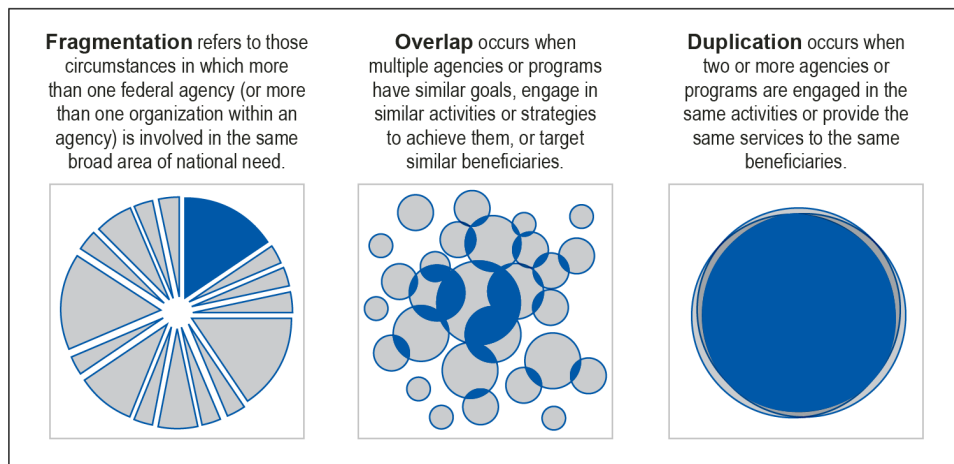 Fragmentation refers to those
circumstances in which more
than one federal agency (or more
than one organization within an
agency) is involved in the same
broad area of national need.
Overlap occurs when
multiple agencies or programs
have similar goals, engage in
similar activities or strategies
to achieve them, or target
similar beneficiaries.
Duplication occurs when
two or more agencies or
programs are engaged in the
same activities or provide the
same services to the same
beneficiaries.